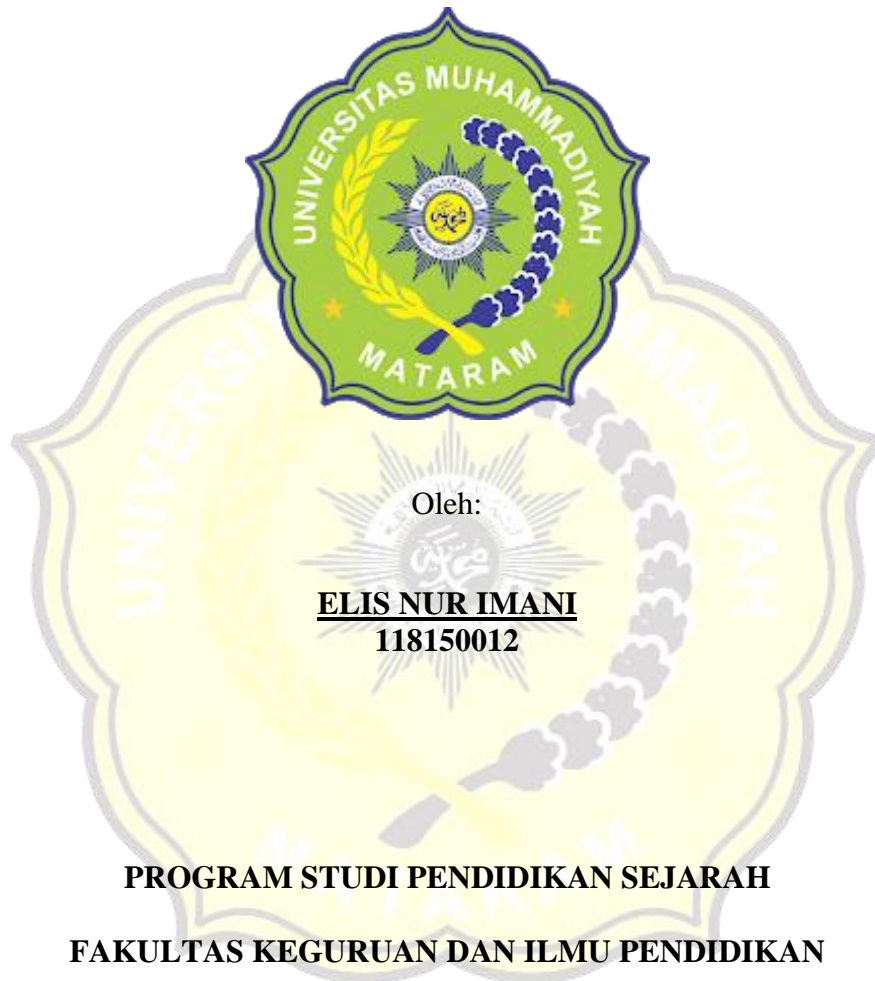 UNIVERSITAS MUHAMMADIYAH
MATARAM
Oleh:
ELIS NUR IMANI
118150012
PROGRAM STUDI PENDIDIKAN SEJARAH
FAKULTAS KEGURUAN DAN ILMU PENDIDIKAN